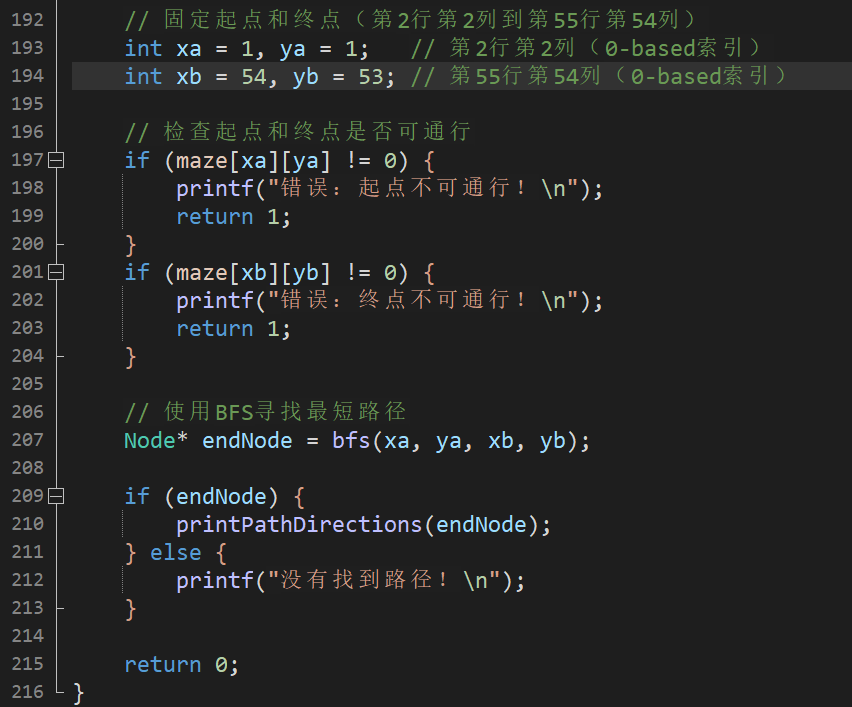 192 // 固定起点和终点（第2行第2列到第55行第54列）
193 int xa = 1, ya = 1; // 第2行第2列（0-based索引）
194 int xb = 54, yb = 53; // 第55行第54列（0-based索引）
195
196 // 检查起点和终点是否可通行
197 if (maze[xa][ya] != 0) {
198 printf("错误：起点不可通行！\n");
199 return 1;
200 }
201 if (maze[xb][yb] != 0) {
202 printf("错误：终点不可通行！\n");
203 return 1;
204 }
205
206 // 使用BFS寻找最短路径
207 Node* endNode = bfs(xa, ya, xb, yb);
208
209 if (endNode) {
210 printPathDirections(endNode);
211 } else {
212 printf("没有找到路径！\n");
213 }
214
215 return 0;
216 }